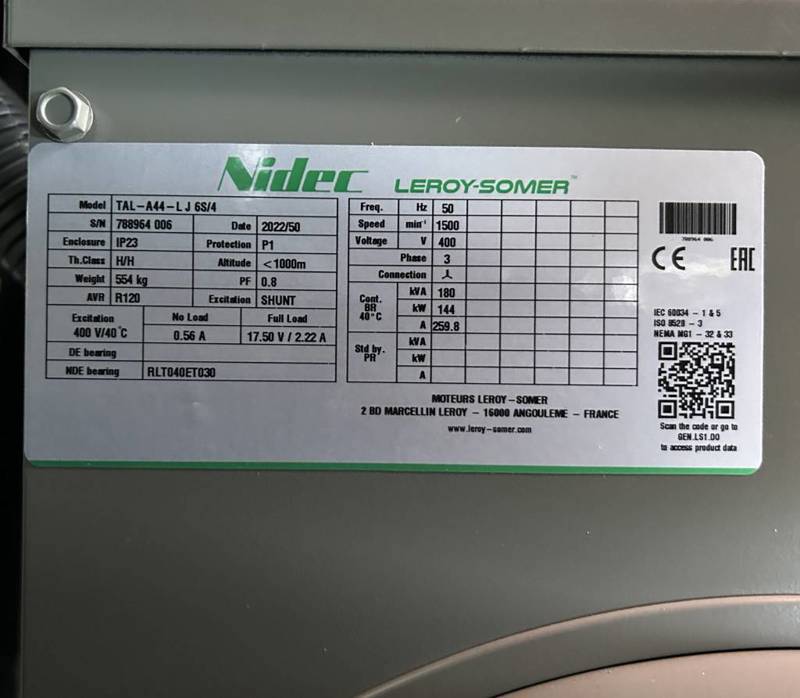 Nidec LEROY-SOMER™
Model TAL-A44-L J 6S/4
S/N 788964 006 Date 2022/50
Enclosure IP23 Protection P1
Th.Class H/H Altitude <1000m
Weight 554 kg PF 0.8
AVR R120 Excitation SHUNT
Excitation No Load Full Load
400 V/40°C 0.56 A 17.50 V / 2.22 A
DE bearing
NDE bearing RLT040ET030
Freq. Hz 50
Speed min⁻¹ 1500
Voltage V 400
Phase 3
Connection
Cont. BR 40°C kVA 180
kW 144
A 259.8
Std by. PR kVA
kW
A
MOTEURS LEROY-SOMER
2 BD MARCELLIN LEROY - 16000 ANGOULEME - FRANCE
www.leroy-somer.com
788964 006
CE EAC
IEC 60034 - 1 & 5
ISO 8528 - 3
NEMA MG1 - 32 & 33
Scan the code or go to
GEN.LS1.DO
to access product data